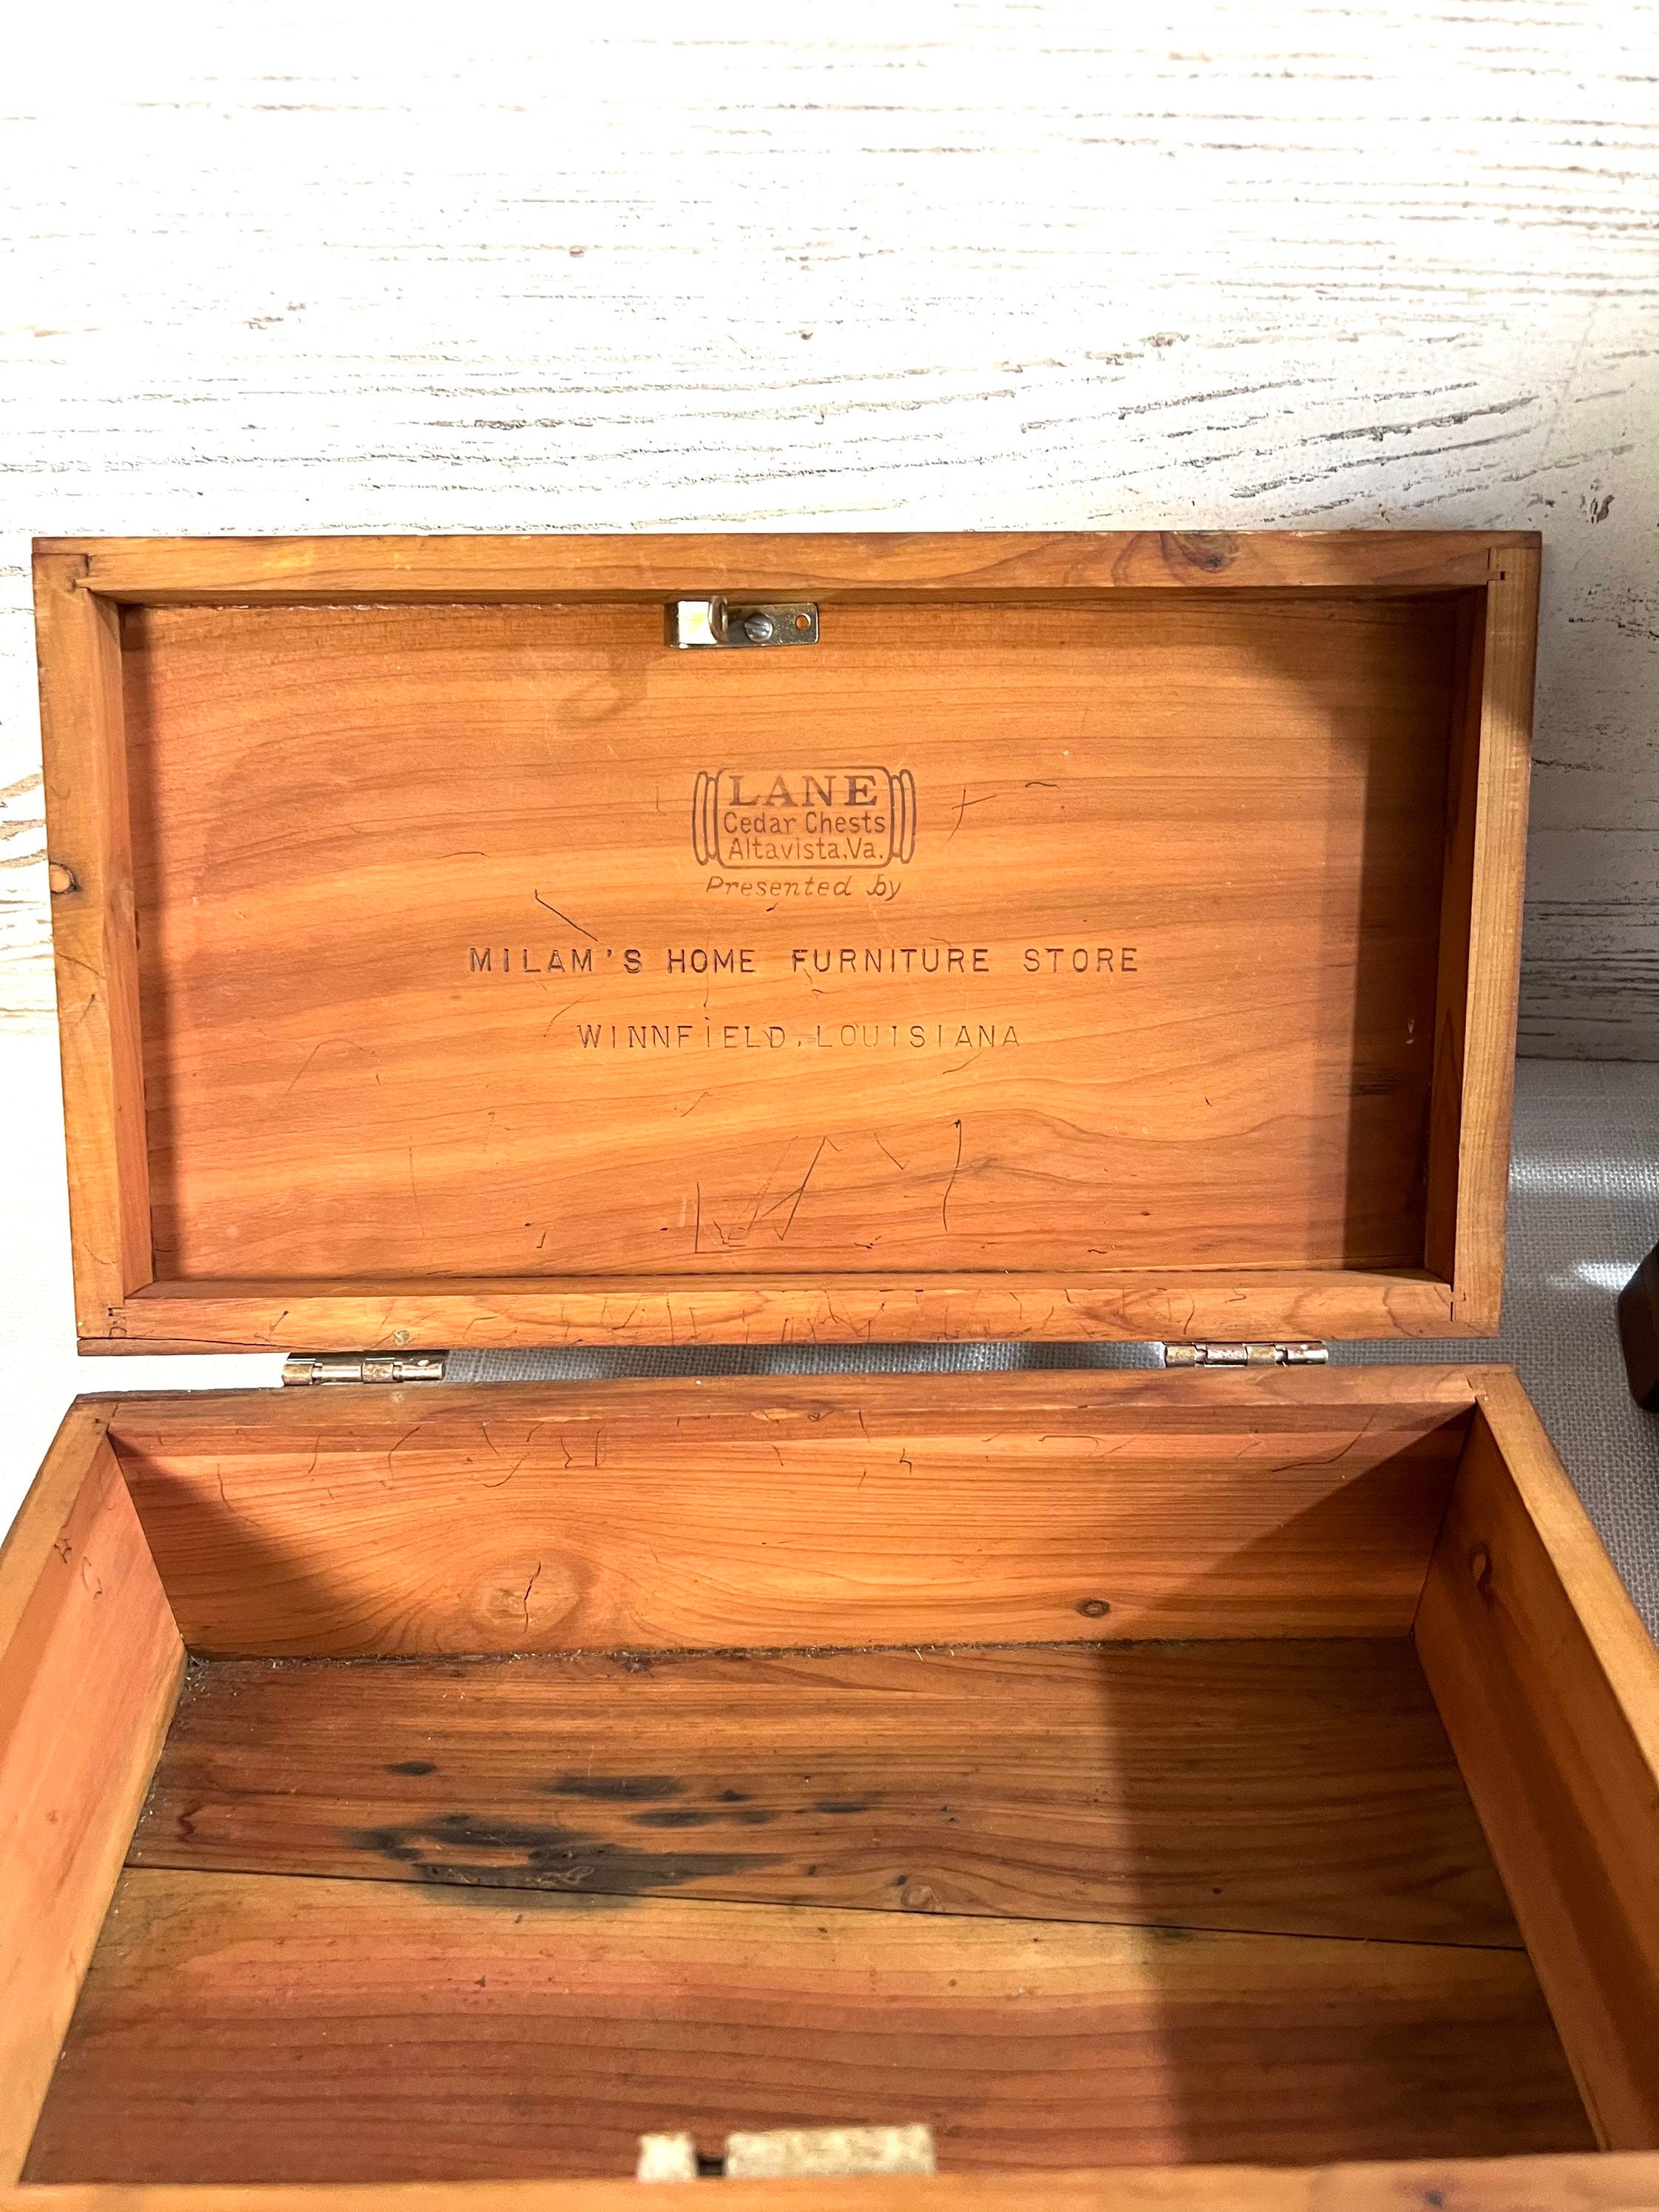 LANE
Cedar Chests
Altavista, Va.
Presented by
MILAM'S HOME FURNITURE STORE
WINNFIELD, LOUISIANA